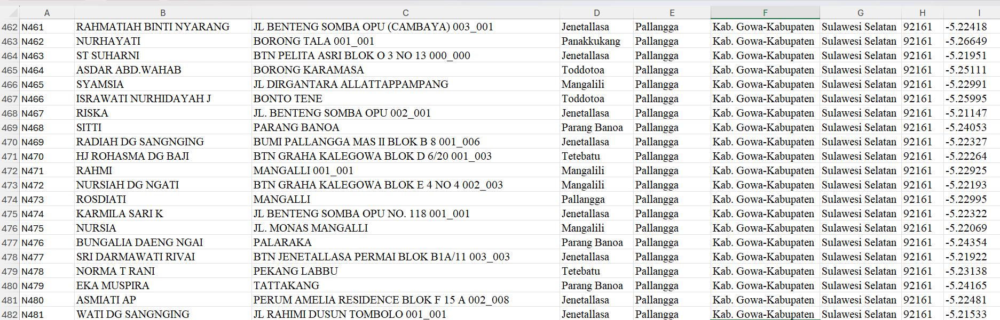 A B C D E F G H I
462 N461 RAHMATIAH BINTI NYARANG JL BENTENG SOMBA OPU (CAMBAYA) 003_001 Jenetallasa Pallangga Kab. Gowa-Kabupaten Sulawesi Selatan 92161 -5.22418
463 N462 NURHAYATI BORONG TALA 001_001 Panakkukang Pallangga Kab. Gowa-Kabupaten Sulawesi Selatan 92161 -5.26649
464 N463 ST SUHARNI BTN PELITA ASRI BLOK O 3 NO 13 000_000 Jenetallasa Pallangga Kab. Gowa-Kabupaten Sulawesi Selatan 92161 -5.21951
465 N464 ASDAR ABD.WAHAB BORONG KARAMASA Toddotoa Pallangga Kab. Gowa-Kabupaten Sulawesi Selatan 92161 -5.25111
466 N465 SYAMSIA JL DIRGANTARA ALLATTAPPAMPANG Mangalili Pallangga Kab. Gowa-Kabupaten Sulawesi Selatan 92161 -5.22991
467 N466 ISRAWATI NURHIDAYAH J BONTO TENE Toddotoa Pallangga Kab. Gowa-Kabupaten Sulawesi Selatan 92161 -5.25995
468 N467 RISKA JL. BENTENG SOMBA OPU 002_001 Jenetallasa Pallangga Kab. Gowa-Kabupaten Sulawesi Selatan 92161 -5.21147
469 N468 SITTI PARANG BANOA Parang Banoa Pallangga Kab. Gowa-Kabupaten Sulawesi Selatan 92161 -5.24053
470 N469 RADIAH DG SANGNGING BUMI PALLANGGA MAS II BLOK B 8 001_006 Jenetallasa Pallangga Kab. Gowa-Kabupaten Sulawesi Selatan 92161 -5.22327
471 N470 HJ ROHASMA DG BAJI BTN GRAHA KALEGOWA BLOK D 6/20 001_003 Tetebatu Pallangga Kab. Gowa-Kabupaten Sulawesi Selatan 92161 -5.22264
472 N471 RAHMI MANGALLI 001_001 Mangalili Pallangga Kab. Gowa-Kabupaten Sulawesi Selatan 92161 -5.22925
473 N472 NURSIAH DG NGATI BTN GRAHA KALEGOWA BLOK E 4 NO 4 002_003 Mangalili Pallangga Kab. Gowa-Kabupaten Sulawesi Selatan 92161 -5.22193
474 N473 ROSDIATI MANGALLI Pallangga Pallangga Kab. Gowa-Kabupaten Sulawesi Selatan 92161 -5.22995
475 N474 KARMILA SARI K JL BENTENG SOMBA OPU NO. 118 001_001 Jenetallasa Pallangga Kab. Gowa-Kabupaten Sulawesi Selatan 92161 -5.22322
476 N475 NURSIA JL. MONAS MANGALLI Mangalili Pallangga Kab. Gowa-Kabupaten Sulawesi Selatan 92161 -5.22069
477 N476 BUNGALIA DAENG NGAI PALARAKA Parang Banoa Pallangga Kab. Gowa-Kabupaten Sulawesi Selatan 92161 -5.24354
478 N477 SRI DARMAWATI RIVAI BTN JENETALLASA PERMAI BLOK B1A/11 003_003 Jenetallasa Pallangga Kab. Gowa-Kabupaten Sulawesi Selatan 92161 -5.21922
479 N478 NORMA T RANI PEKANG LABBU Tetebatu Pallangga Kab. Gowa-Kabupaten Sulawesi Selatan 92161 -5.23138
480 N479 EKA MUSPIRA TATTAKANG Parang Banoa Pallangga Kab. Gowa-Kabupaten Sulawesi Selatan 92161 -5.24165
481 N480 ASMIATI AP PERUM AMELIA RESIDENCE BLOK F 15 A 002_008 Jenetallasa Pallangga Kab. Gowa-Kabupaten Sulawesi Selatan 92161 -5.22481
482 N481 WATI DG SANGNGING JL RAHIMI DUSUN TOMBOLO 001_001 Jenetallasa Pallangga Kab. Gowa-Kabupaten Sulawesi Selatan 92161 -5.21533